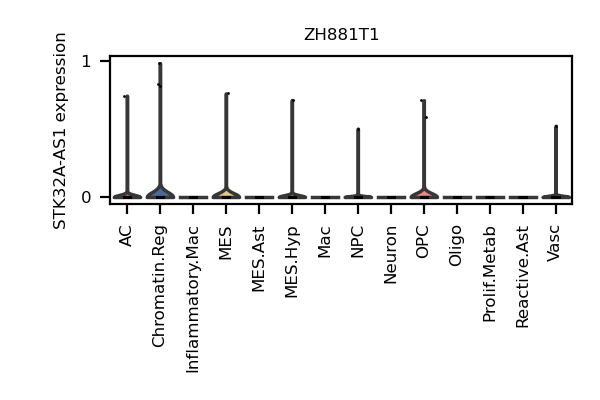 ZH881T1
STK32A-AS1 expression
1
0
AC
Chromatin.Reg
Inflammatory.Mac
MES
MES.Ast
MES.Hyp
Mac
NPC
Neuron
OPC
Oligo
Prolif.Metab
Reactive.Ast
Vasc